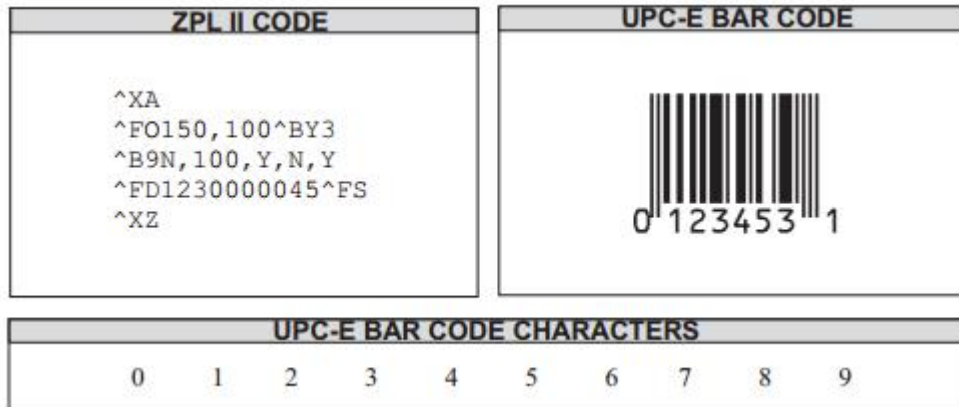 ZPL II CODE
^XA
^FO150,100^BY3
^B9N,100,Y,N,Y
^FD1230000045^FS
^XZ
UPC-E BAR CODE
0 123453 1
UPC-E BAR CODE CHARACTERS
0 1 2 3 4 5 6 7 8 9